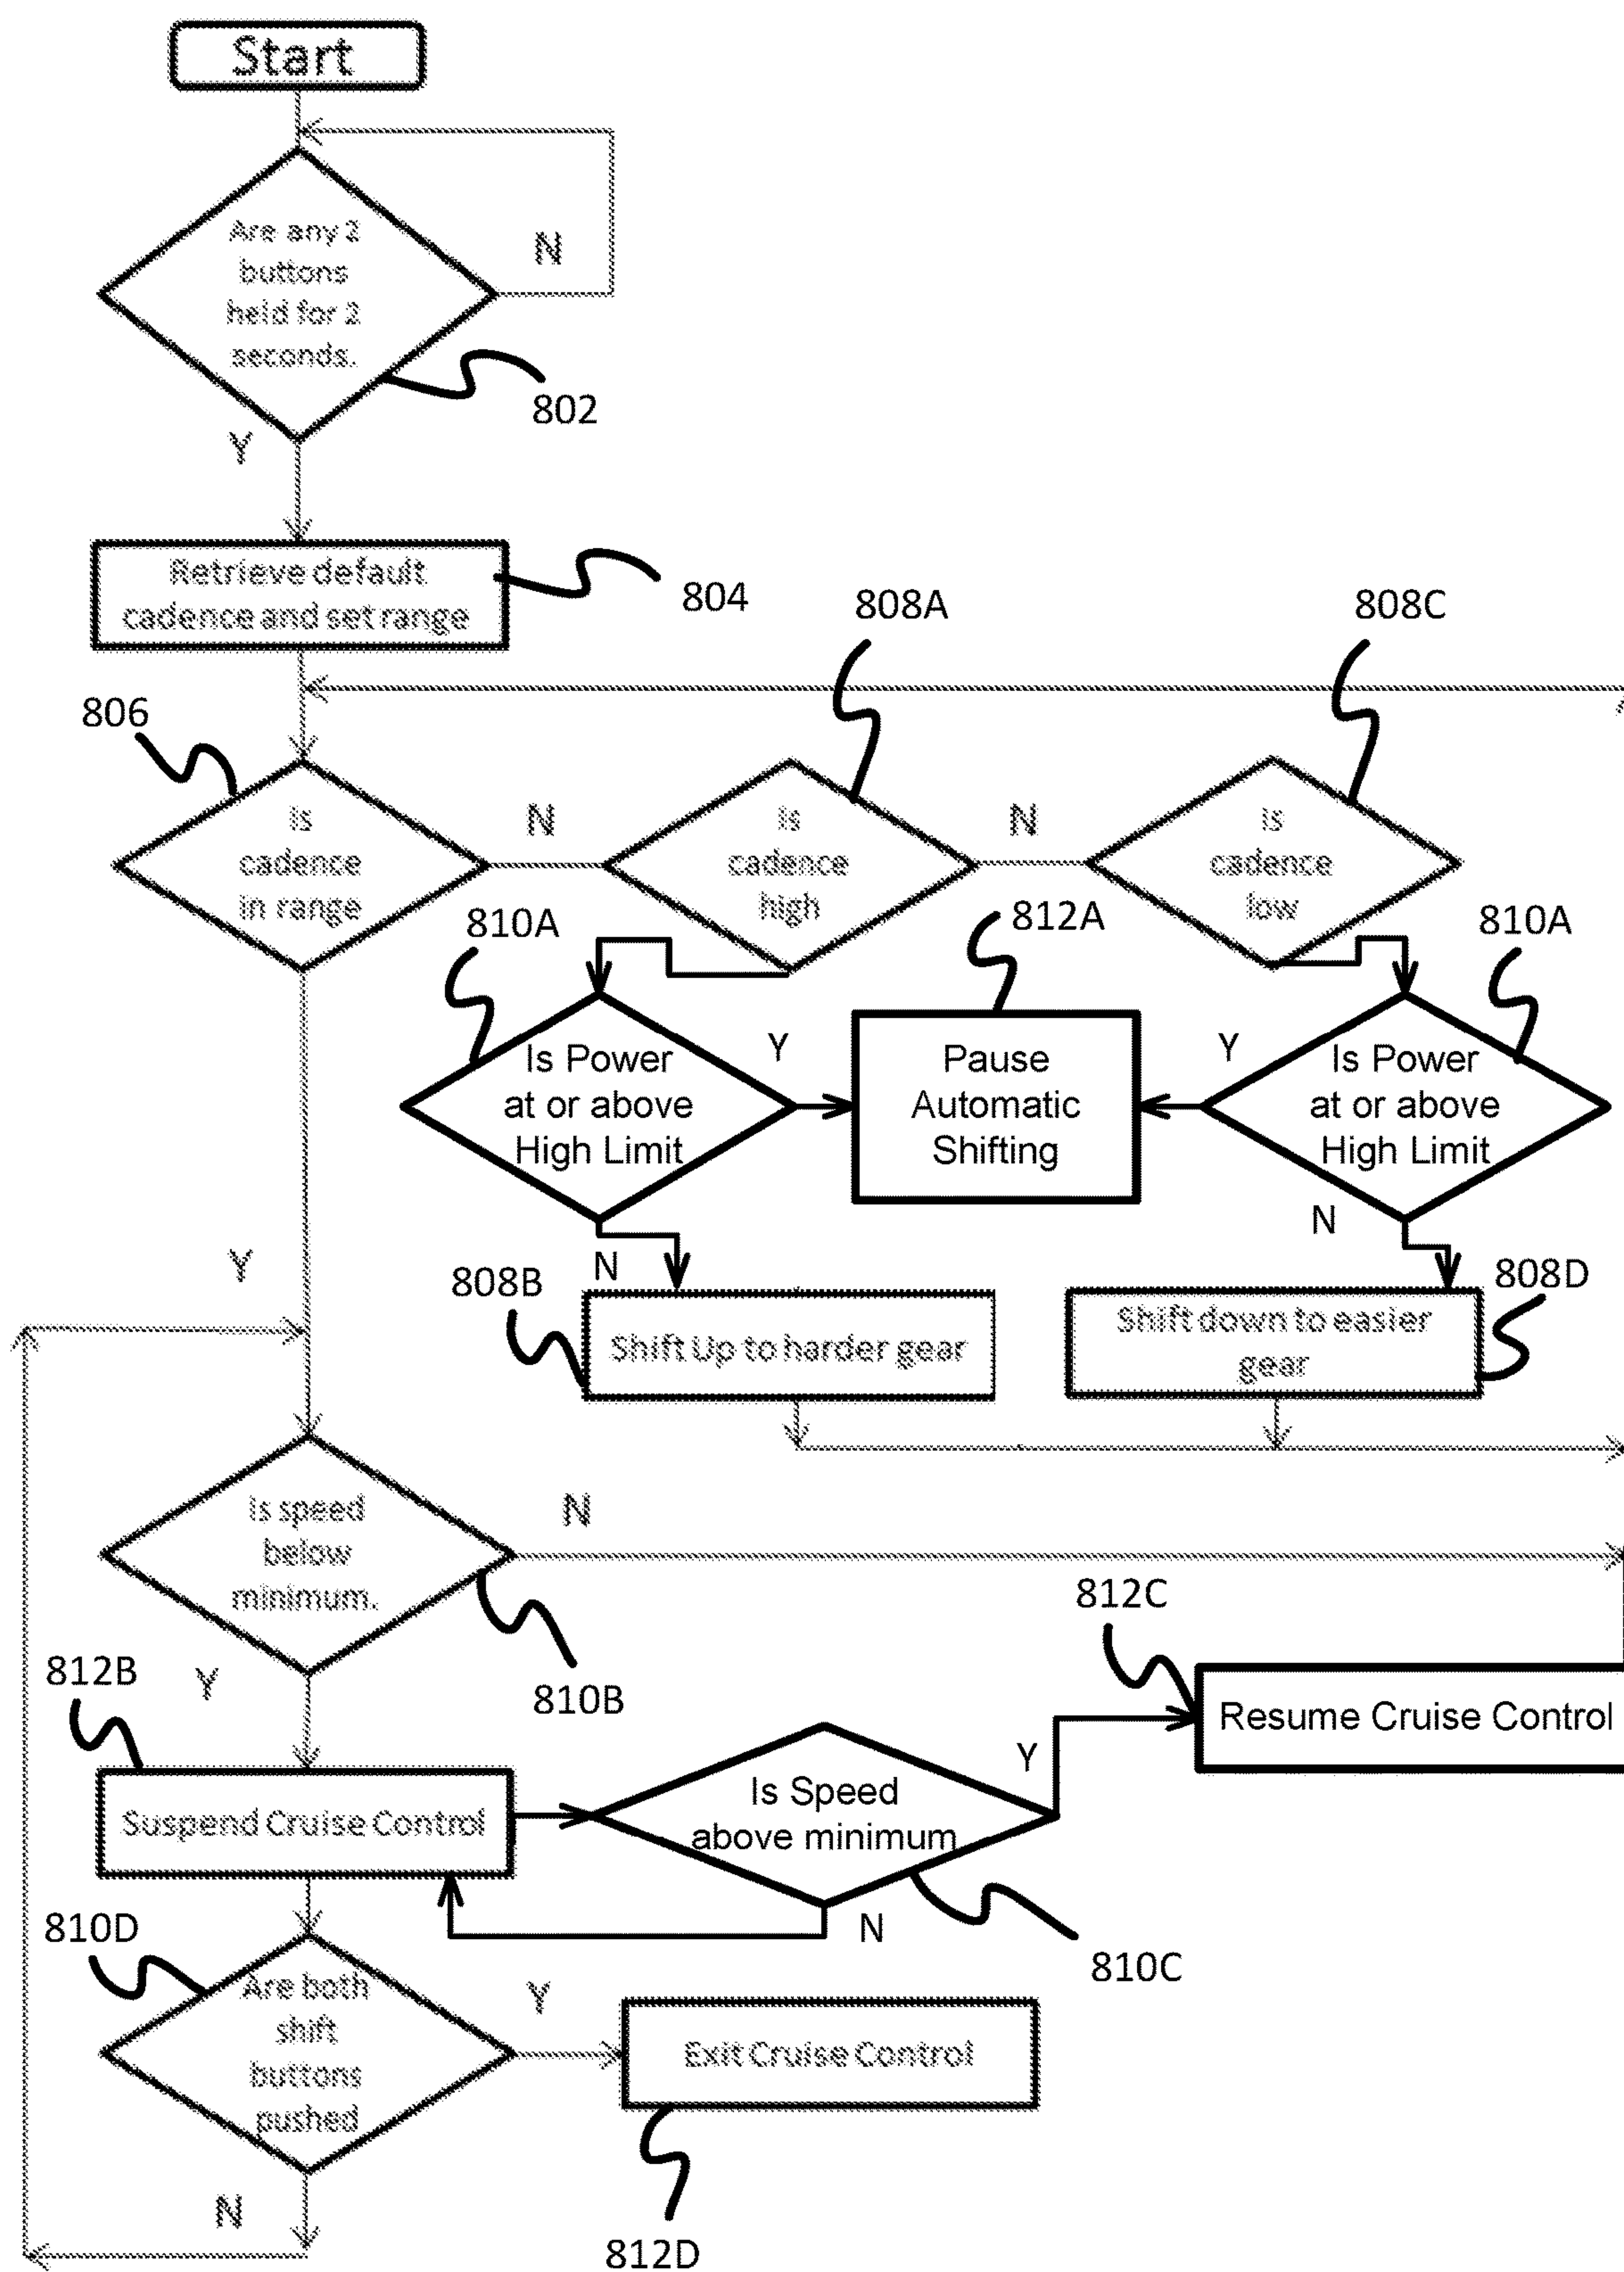 Start
Are any 2
buttons
held for 2
seconds.
N
802
Y
Retrieve default
cadence and set range
804
808A
808C
806
Is
cadence
in range
N
Is
cadence
high
N
Is
cadence
low
810A
812A
810A
Is Power
at or above
High Limit
Y
Pause
Automatic
Shifting
Y
Is Power
at or above
High Limit
N
N
Y
808B
808D
Shift Up to harder gear
Shift down to easier
gear
Is speed
below
minimum.
N
812C
812B
Y
810B
Resume Cruise Control
Suspend Cruise Control
Is Speed
above minimum
Y
N
810C
810D
Are both
shift
buttons
pushed
Y
Exit Cruise Control
N
812D